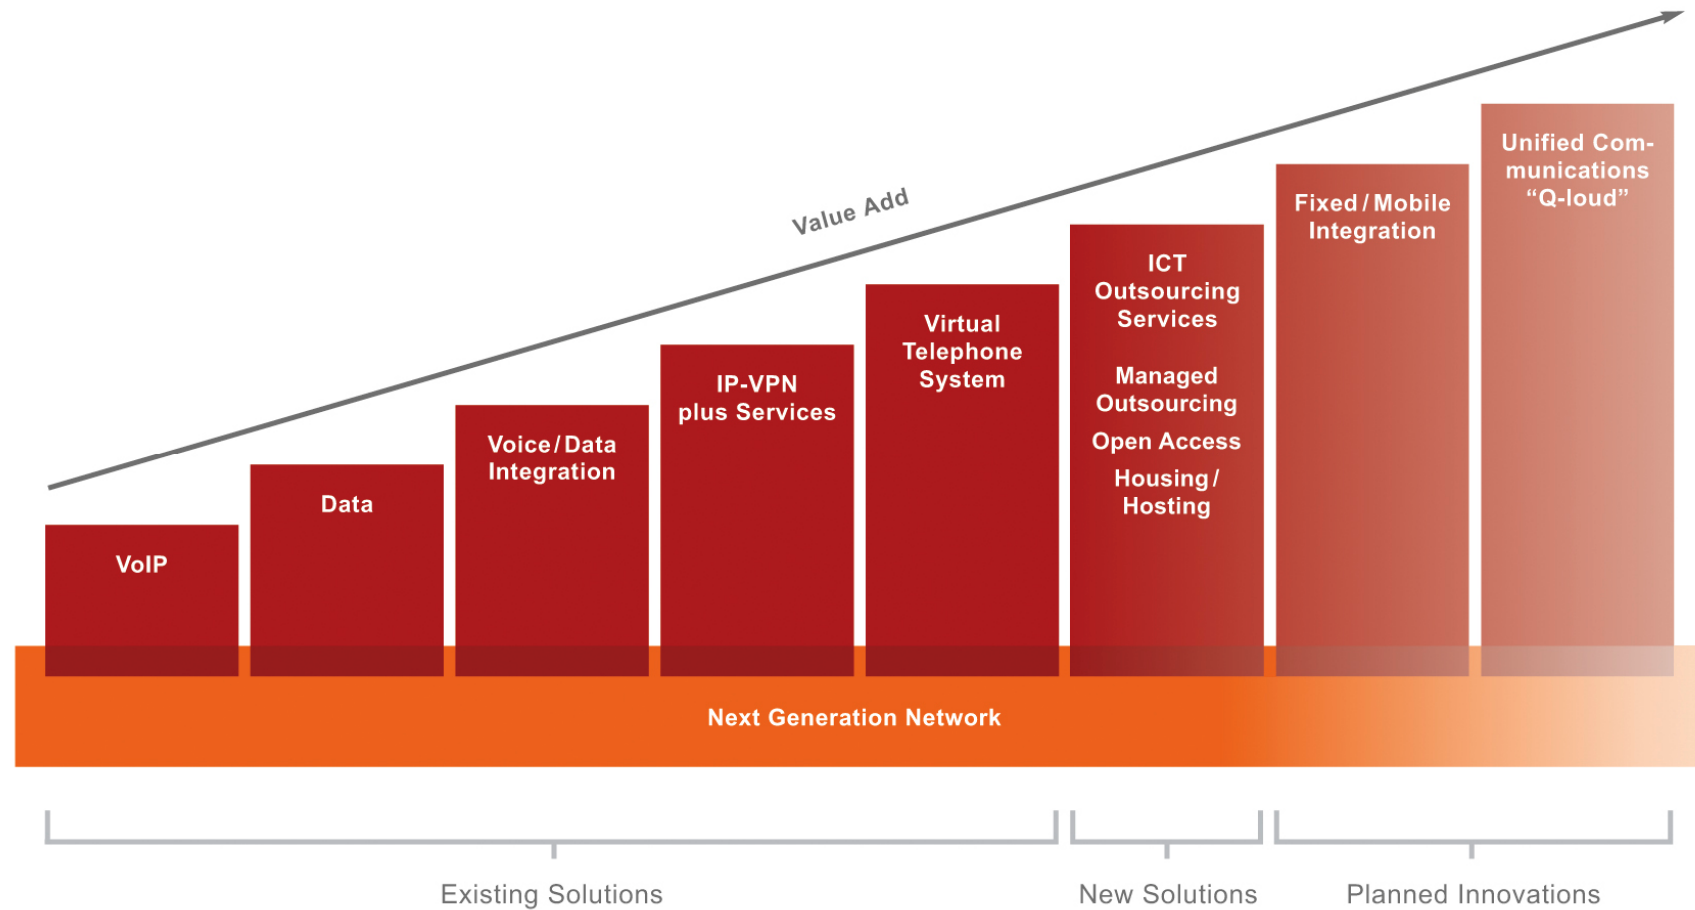 Value Add
VoIP
Data
Voice / Data
Integration
IP-VPN
plus Services
Virtual
Telephone
System
ICT
Outsourcing
Services
Managed
Outsourcing
Open Access
Housing /
Hosting
Fixed / Mobile
Integration
Unified Com-
munications
“Q-loud”
Next Generation Network
Existing Solutions
New Solutions
Planned Innovations